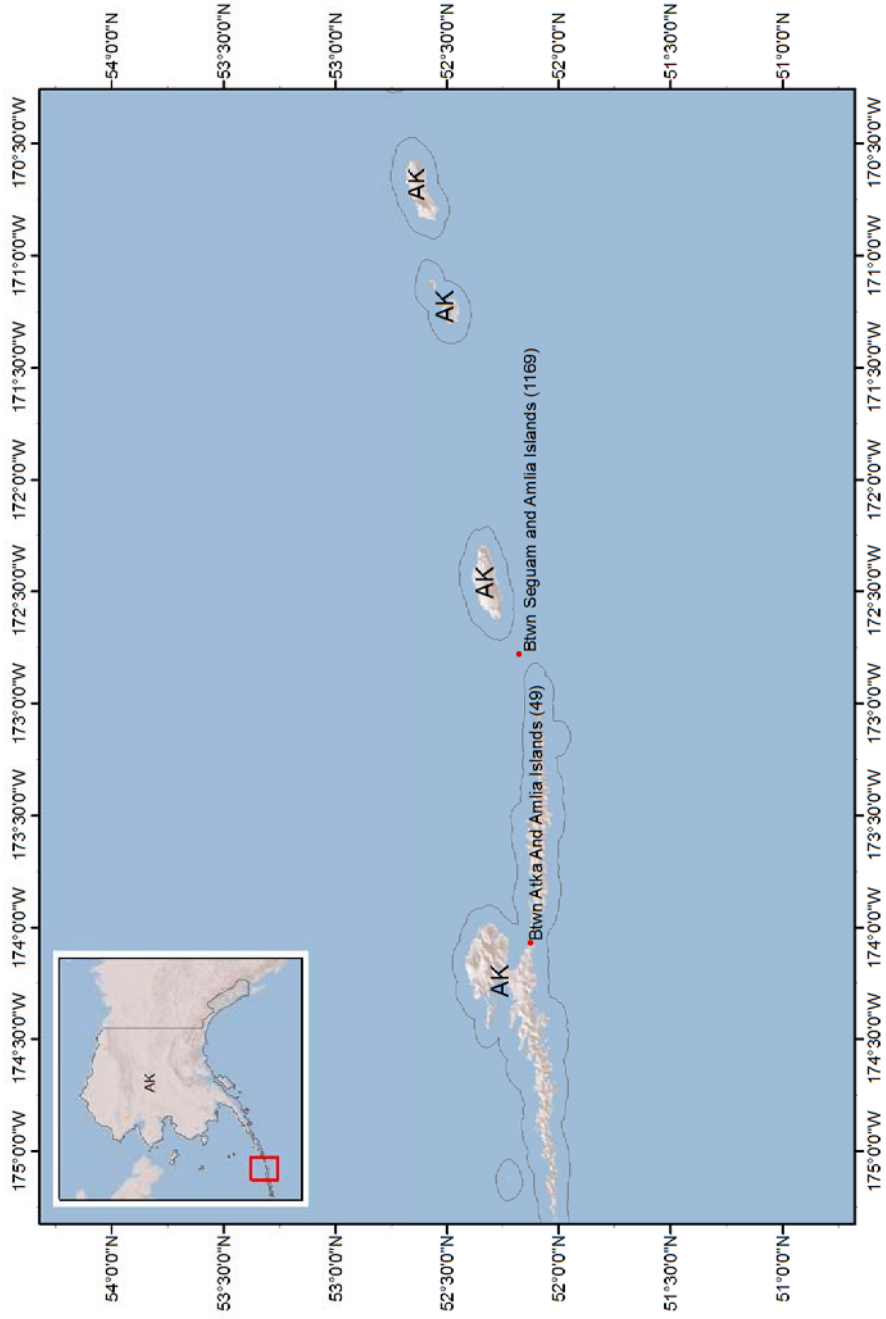 175°0'0"W
174°30'0"W
174°0'0"W
173°30'0"W
173°0'0"W
172°30'0"W
172°0'0"W
171°30'0"W
171°0'0"W
170°30'0"W
54°0'0"N
54°0'0"N
53°30'0"N
53°30'0"N
53°0'0"N
53°0'0"N
52°30'0"N
52°30'0"N
52°0'0"N
52°0'0"N
51°30'0"N
51°30'0"N
51°0'0"N
51°0'0"N
AK
AK
AK
AK
AK
Btwn Seguam and Amlia Islands (1169)
Btwn Atka And Amlia Islands (49)
175°0'0"W
174°30'0"W
174°0'0"W
173°30'0"W
173°0'0"W
172°30'0"W
172°0'0"W
171°30'0"W
171°0'0"W
170°30'0"W